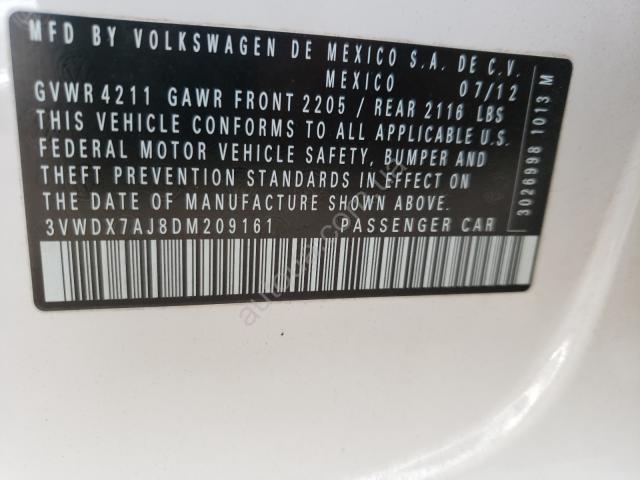 MFD BY VOLKSWAGEN DE MEXICO S.A. DE C.V.
MEXICO 07/12
GVWR 4211 GAWR FRONT 2205 / REAR 2116 LBS
THIS VEHICLE CONFORMS TO ALL APPLICABLE U.S.
FEDERAL MOTOR VEHICLE SAFETY, BUMPER AND
THEFT PREVENTION STANDARDS IN EFFECT ON
THE DATE OF MANUFACTURE SHOWN ABOVE.
3VWDX7AJ8DM209161 PASSENGER CAR
3026998 1013 M